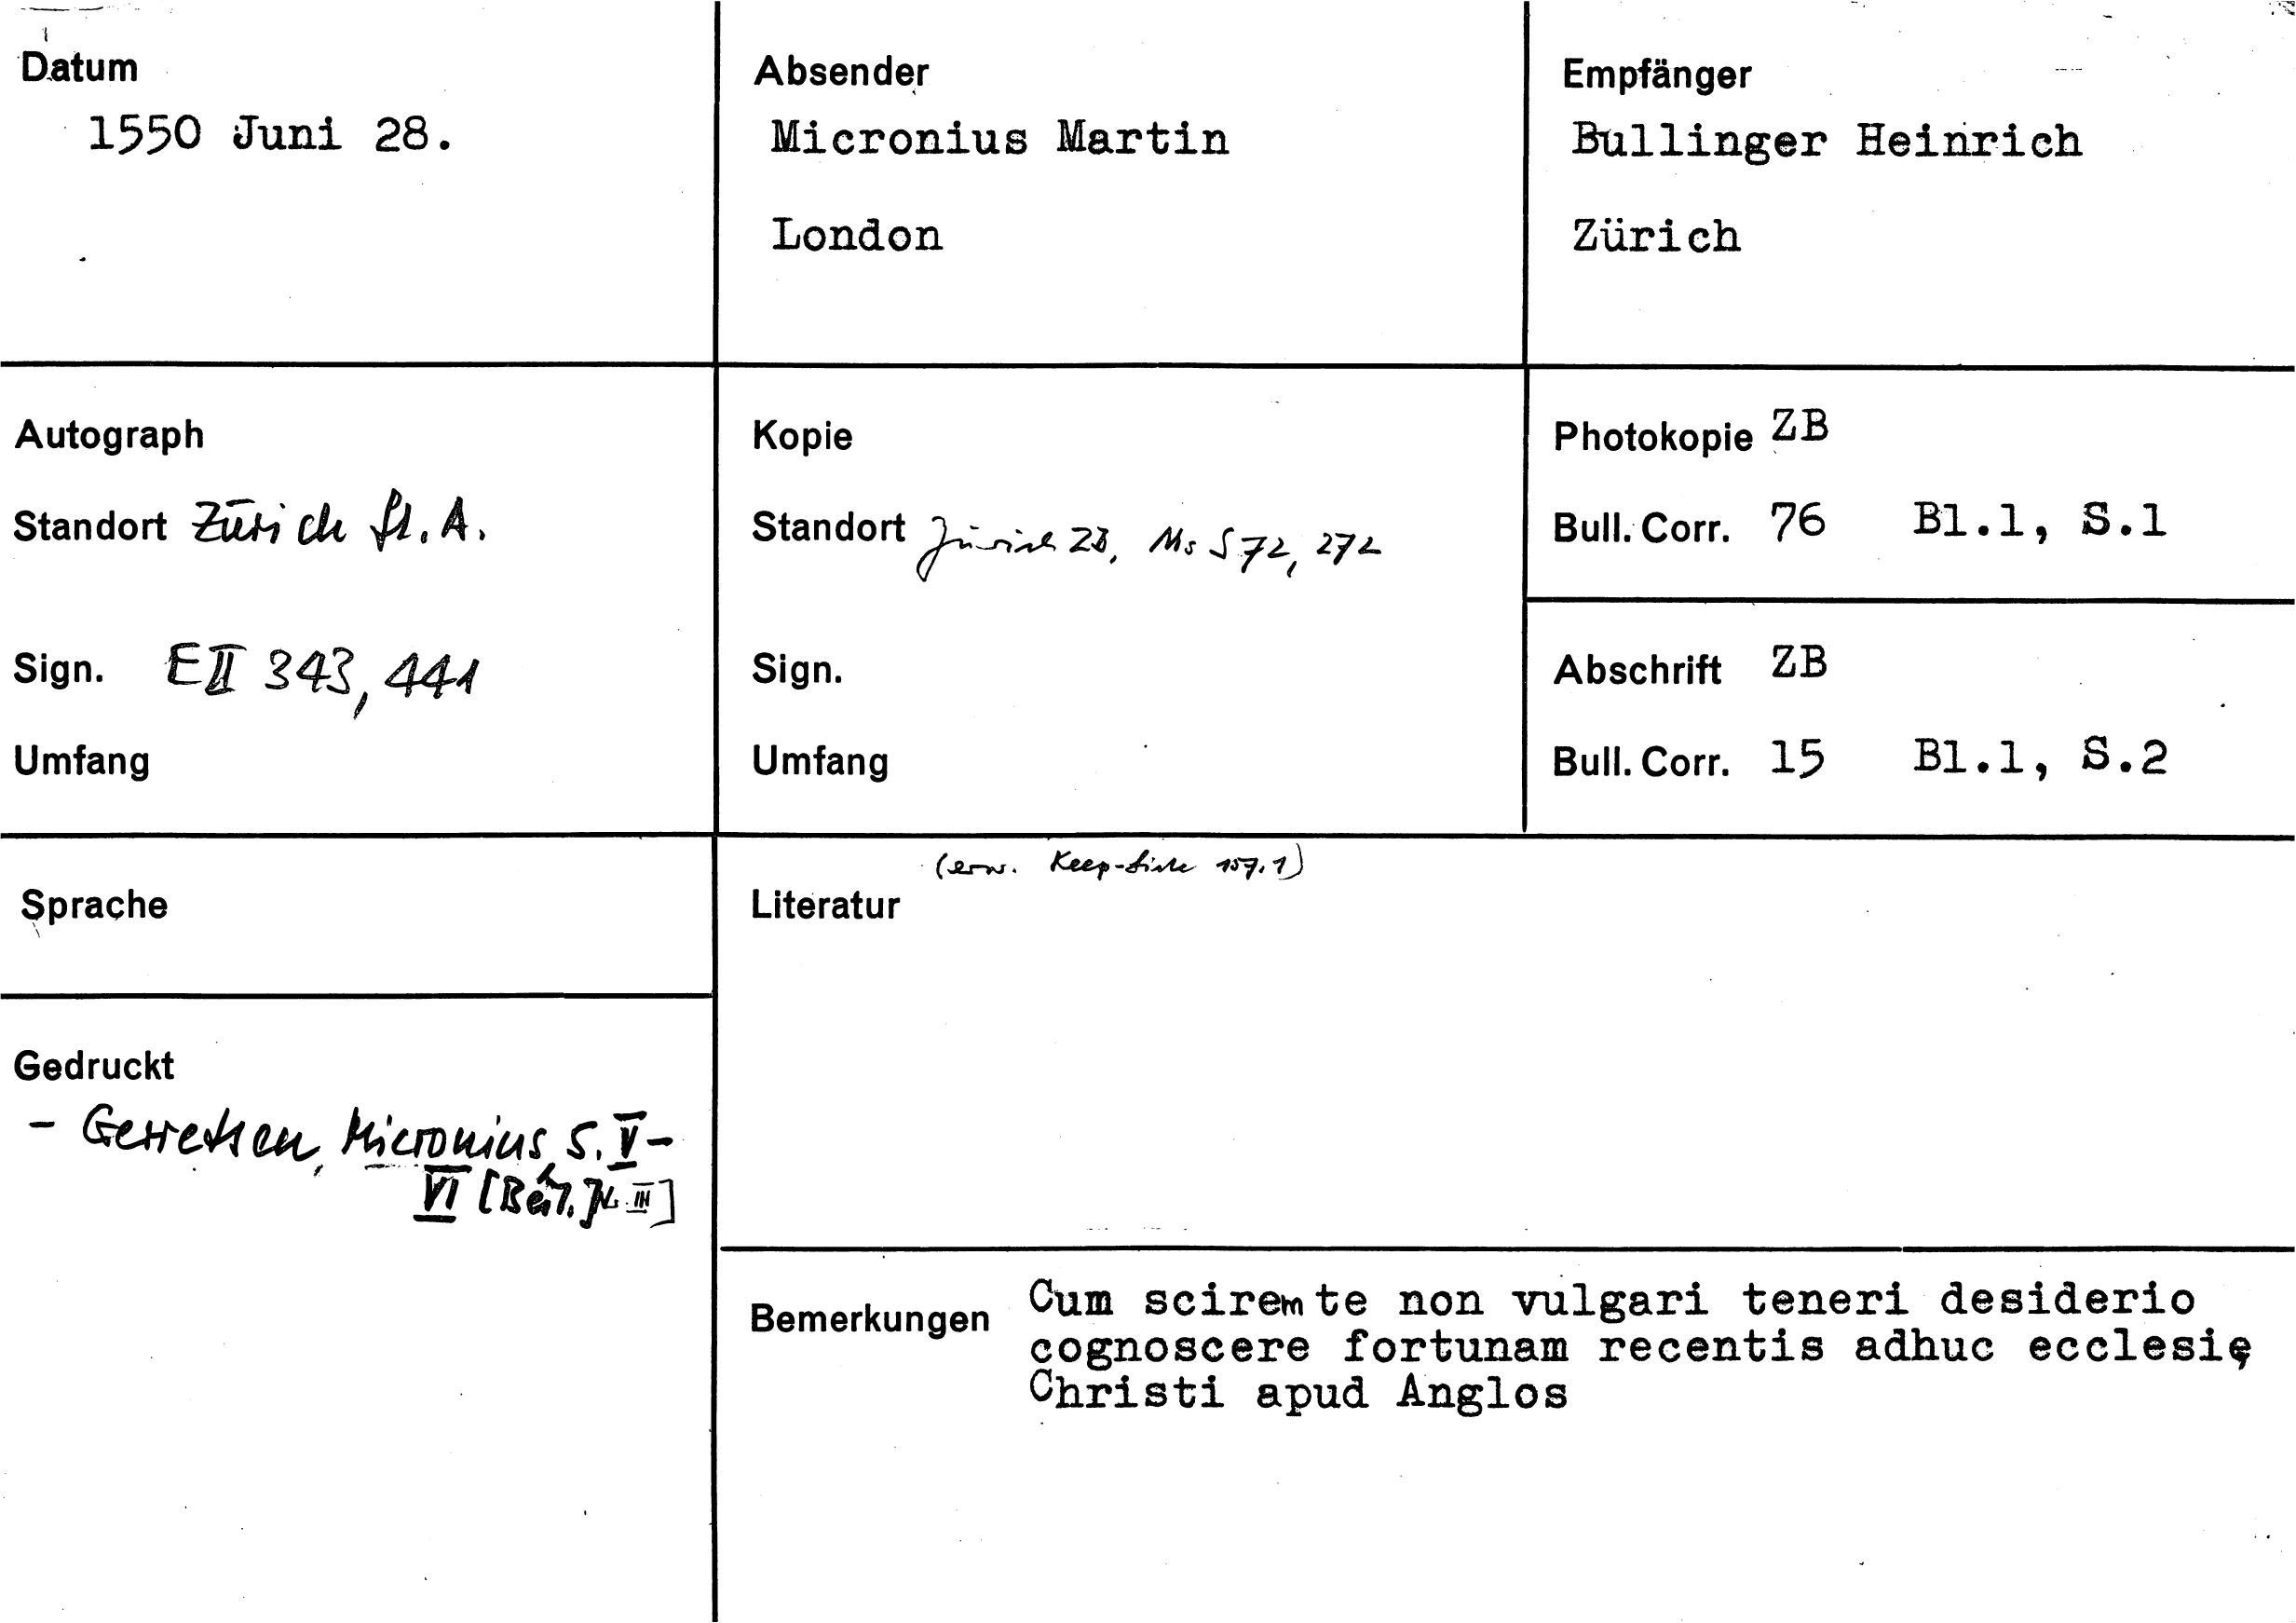 Datum
1550 Juni 28.
Absender
Micronius Martin
London
Empfänger
Bullinger Heinrich
Zürich
Autograph
Standort Zürich St. A.
Sign. E II 343, 441
Umfang
Kopie
Standort Zürich ZB, Ms S 72, 272
Sign.
Umfang
Photokopie ZB
Bull. Corr. 76 Bl.1, S.1
Abschrift ZB
Bull. Corr. 15 Bl.1, S.2
Sprache
Gedruckt
- Gerretsen, Micronius, S. V-
VI [Beil. III]
(erw. Keep-Liste 157.1)
Literatur
Bemerkungen Cum scirem te non vulgari teneri desiderio
cognoscere fortunam recentis adhuc ecclesię
Christi apud Anglos